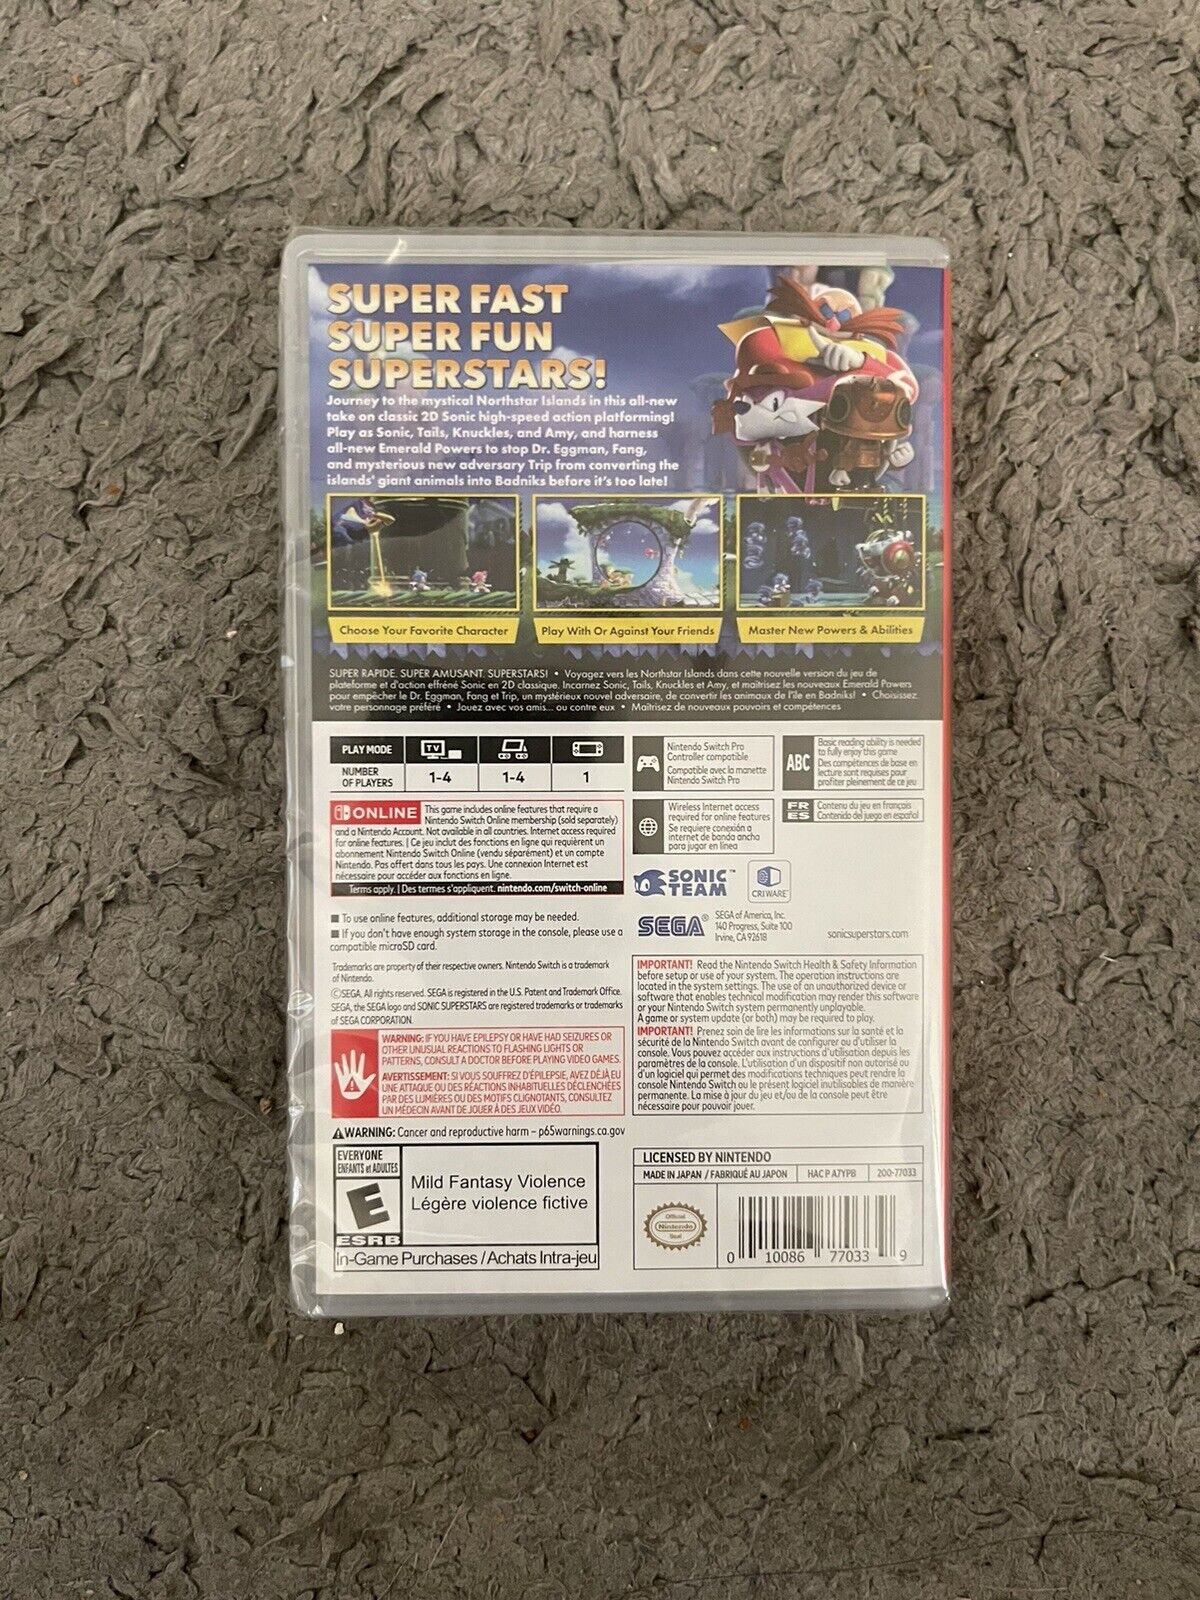 SUPER FAST
SUPER FUN
SUPERSTARS!
Journey to the mystical Northstar Islands in this all-new
take on classic 2D Sonic high-speed action platforming!
Play as Sonic, Tails, Knuckles, and Amy, and harness
all-new Emerald Powers to stop Dr. Eggman, Fang,
and mysterious new adversary Trip from converting the
islands' giant animals into Badniks before it's too late!
Choose Your Favorite Character
Play With Or Against Your Friends
Master New Powers & Abilities
SUPER RAPIDE. SUPER AMUSANT. SUPERSTARS! • Voyagez vers les Northstar Islands dans cette nouvelle version du jeu de
plateforme et d'action effréné Sonic en 2D classique. Incarnez Sonic, Tails, Knuckles et Amy, et maîtrisez les nouveaux Emerald Powers
pour empêcher le Dr. Eggman, Fang et Trip, un mystérieux nouvel adversaire, de convertir les animaux de l'île en Badniks! • Choisissez
votre personnage préféré • Jouez avec vos amis... ou contre eux • Maîtrisez de nouveaux pouvoirs et compétences
PLAY MODE
TV
NUMBER
OF PLAYERS
1-4
1-4
1
Nintendo Switch Pro
Controller compatible
Compatible avec la manette
Nintendo Switch Pro
ABC
Basic reading ability is needed
to fully enjoy this game
Des compétences de base en
lecture sont requises pour
profiter pleinement de ce jeu
ONLINE
This game includes online features that require a
Nintendo Switch Online membership (sold separately)
and a Nintendo Account. Not available in all countries. Internet access required
for online features. | Ce jeu inclut des fonctions en ligne qui requièrent un
abonnement Nintendo Switch Online (vendu séparément) et un compte
Nintendo. Pas offert dans tous les pays. Une connexion Internet est
nécessaire pour accéder aux fonctions en ligne.
Terms apply. | Des termes s'appliquent. nintendo.com/switch-online
Wireless Internet access
required for online features
Se requiere conexión a
internet de banda ancha
para jugar en línea
FR
ES
Contenu du jeu en français
Contenido del juego en español
SONIC
TEAM™
CRIWARE
SEGA®
SEGA of America, Inc.
140 Progress, Suite 100
Irvine, CA 92618
sonicsuperstars.com
■ To use online features, additional storage may be needed.
■ If you don't have enough system storage in the console, please use a
compatible microSD card.
Trademarks are property of their respective owners. Nintendo Switch is a trademark
of Nintendo.
©SEGA. All rights reserved. SEGA is registered in the U.S. Patent and Trademark Office.
SEGA, the SEGA logo and SONIC SUPERSTARS are registered trademarks or trademarks
of SEGA CORPORATION.
IMPORTANT! Read the Nintendo Switch Health & Safety Information
before setup or use of your system. The operation instructions are
located in the system settings. The use of an unauthorized device or
software that enables technical modification may render this software
or your Nintendo Switch system permanently unplayable.
A game or system update (or both) may be required to play.
IMPORTANT! Prenez soin de lire les informations sur la santé et la
sécurité de la Nintendo Switch avant de configurer ou d'utiliser la
console. Vous pouvez accéder aux instructions d'utilisation depuis les
paramètres de la console. L'utilisation d'un dispositif non autorisé ou
d'un logiciel qui permet des modifications techniques peut rendre la
console Nintendo Switch ou le présent logiciel inutilisables de manière
permanente. La mise à jour du jeu et/ou de la console peut être
nécessaire pour pouvoir jouer.
WARNING: IF YOU HAVE EPILEPSY OR HAVE HAD SEIZURES OR
OTHER UNUSUAL REACTIONS TO FLASHING LIGHTS OR
PATTERNS, CONSULT A DOCTOR BEFORE PLAYING VIDEO GAMES.
AVERTISSEMENT: SI VOUS SOUFFREZ D'ÉPILEPSIE, AVEZ DÉJÀ EU
UNE ATTAQUE OU DES RÉACTIONS INHABITUELLES DÉCLENCHÉES
PAR DES LUMIÈRES OU DES MOTIFS CLIGNOTANTS, CONSULTEZ
UN MÉDECIN AVANT DE JOUER À DES JEUX VIDÉO.
⚠WARNING: Cancer and reproductive harm – p65warnings.ca.gov
EVERYONE
ENFANTS et ADULTES
E
ESRB
Mild Fantasy Violence
Légère violence fictive
In-Game Purchases / Achats Intra-jeu
LICENSED BY NINTENDO
MADE IN JAPAN / FABRIQUÉ AU JAPON
HAC P A7YPB
200-77033
Official
Nintendo
Seal
0 10086 77033 9